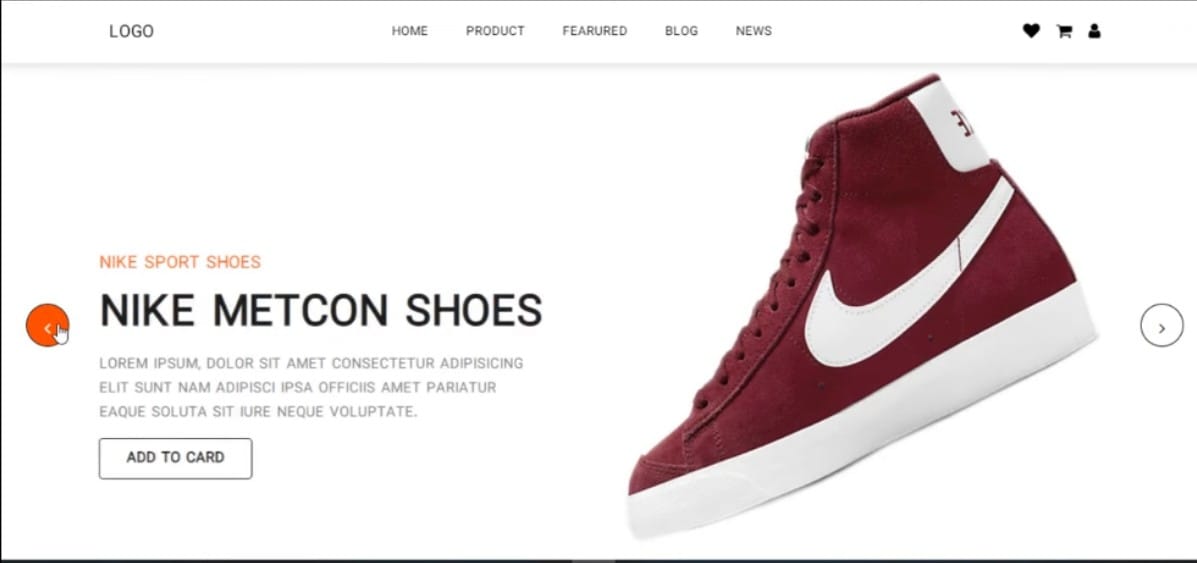 LOGO
HOME PRODUCT FEARURED BLOG NEWS
NIKE SPORT SHOES
NIKE METCON SHOES
LOREM IPSUM, DOLOR SIT AMET CONSECTETUR ADIPISICING
ELIT SUNT NAM ADIPISCI IPSA OFFICIIS AMET PARIATUR
EAQUE SOLUTA SIT IURE NEQUE VOLUPTATE.
ADD TO CARD